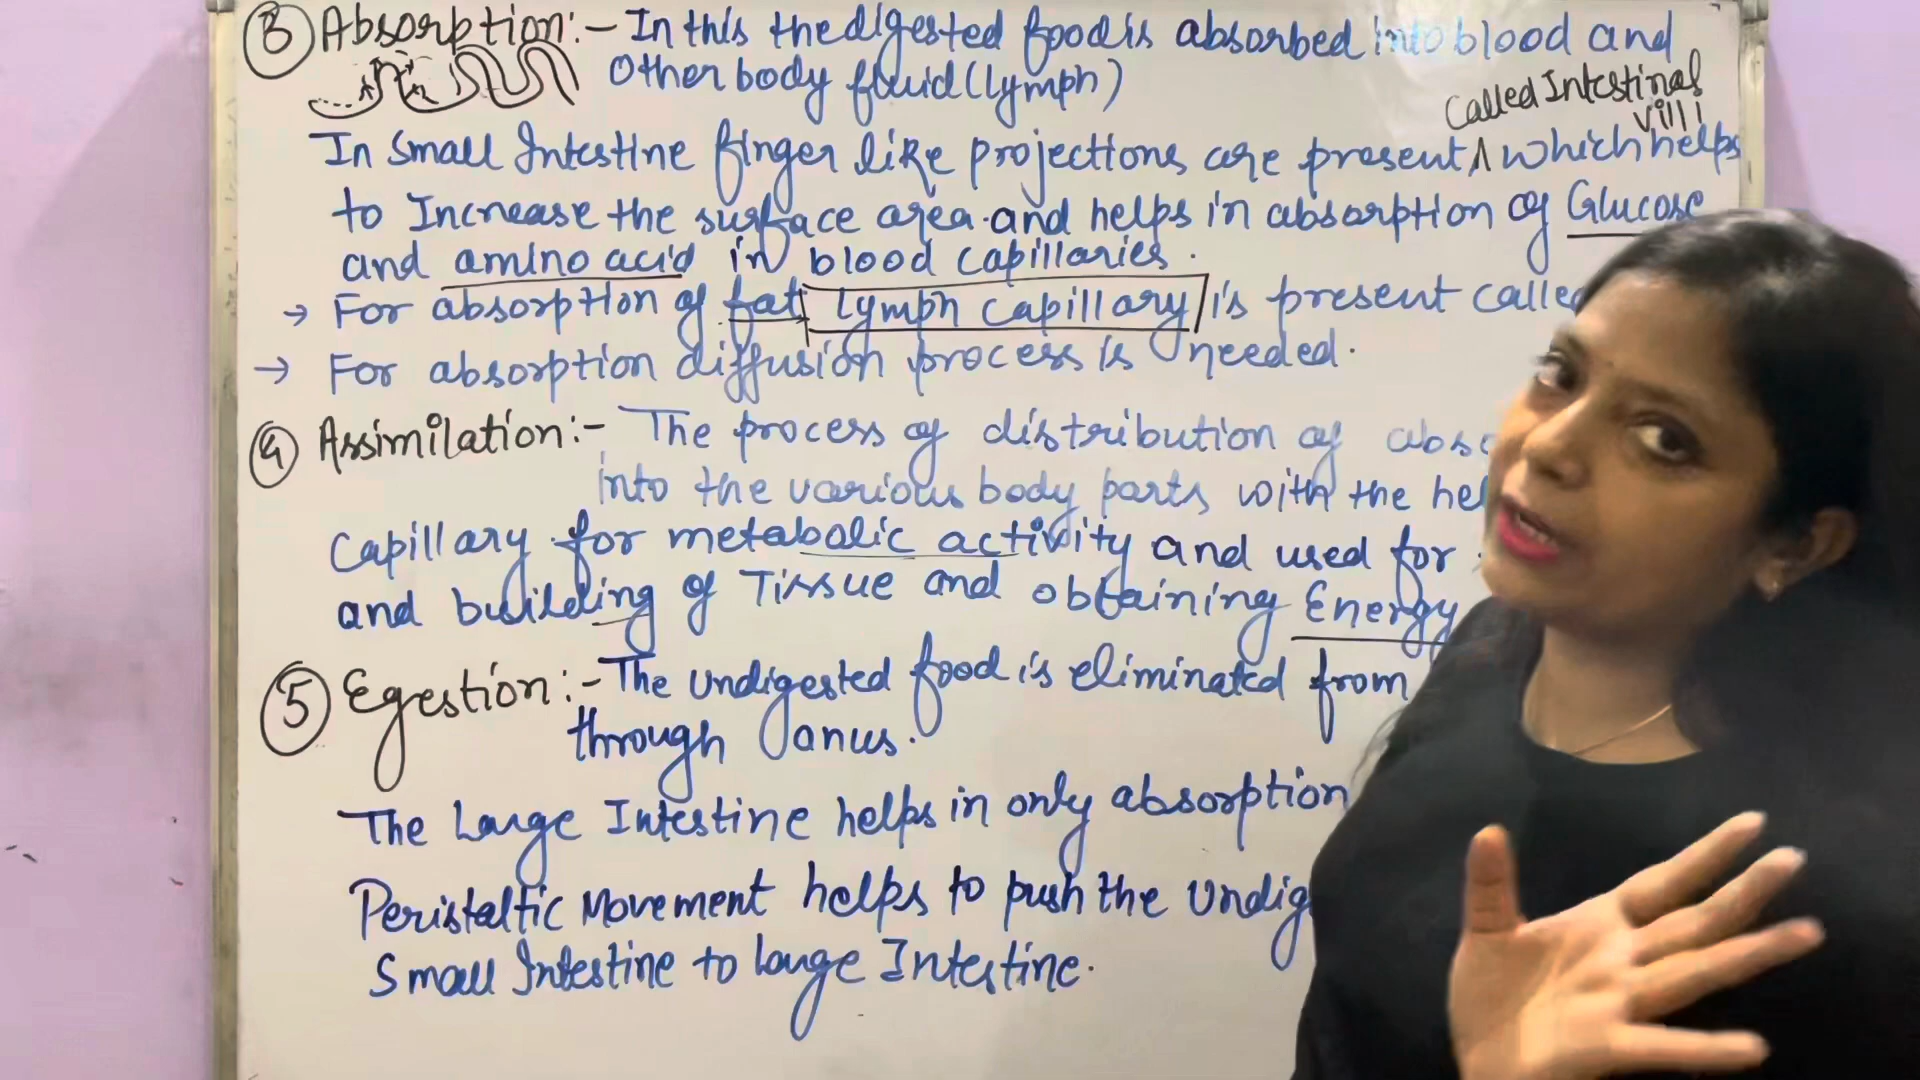 3 Absorption:- In this the digested food is absorbed into blood and
Other body fluid (lymph)
Called Intestinal
villi
In Small Intestine finger like projections are present ∧ which helps
to Increase the surface area and helps in absorption of Glucose
and amino acid in blood capillaries.
→ For absorption of fat lymph capillary is present called
→ For absorption diffusion process is needed.
4 Assimilation:- The process of distribution of
into the various body parts with the
Capillary for metabolic activity and used for
and building of Tissue and obtaining Energy
5 Egestion:- The undigested food is eliminated from
through anus.
The Large Intestine helps in only absorption
Peristaltic Movement helps to push the
Small Intestine to large Intestine.